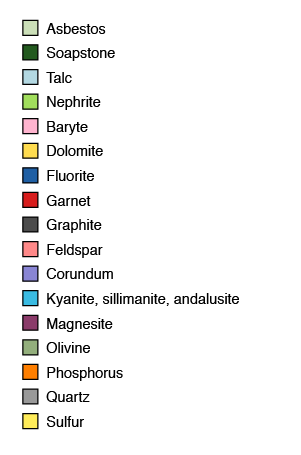 Asbestos
Soapstone
Talc
Nephrite
Baryte
Dolomite
Fluorite
Garnet
Graphite
Feldspar
Corundum
Kyanite, sillimanite, andalusite
Magnesite
Olivine
Phosphorus
Quartz
Sulfur